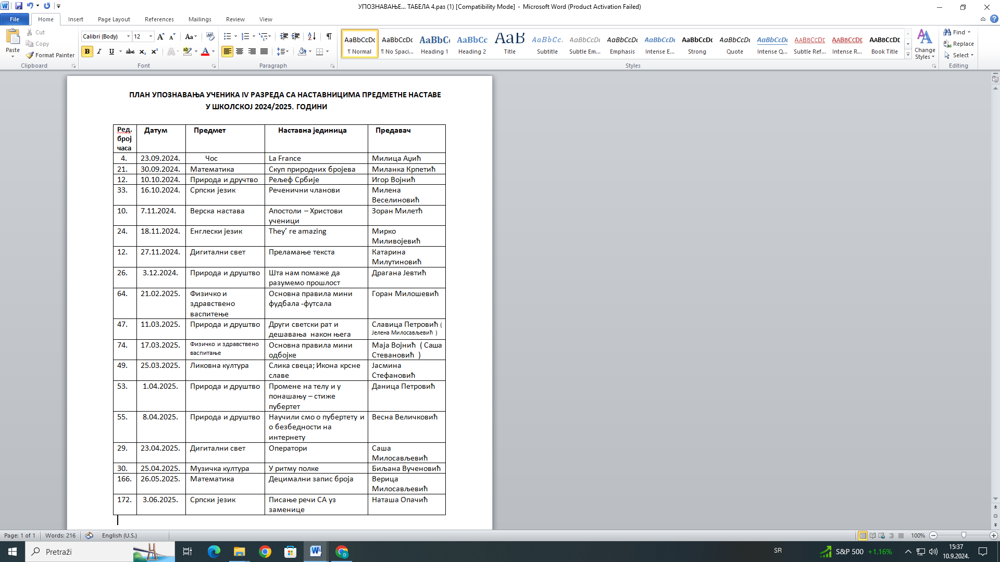 УПОЗНАВАЊЕ... ТАБЕЛА 4.раз (1) [Compatibility Mode] - Microsoft Word (Product Activation Failed)
File Home Insert Page Layout References Mailings Review View
Paste Cut Copy Format Painter
Calibri (Body) 12
AaBbCcDc ¶ Normal
AaBbCcDc ¶ No Spaci...
AaBbCc Heading 1
AaBbCc Heading 2
AaB Title
AaBbCc. Subtitle
AaBbCcDc Subtle Em...
AaBbCcDc Emphasis
AaBbCcDc Intense E...
AaBbCcDc Strong
AaBbCcDc Quote
AaBbCcDc Intense Q...
AaBbCcDc Subtle Ref...
AaBbCcDc Intense R...
AaBbCcDc Book Title
Change Styles
Find Replace Select
Clipboard Font Paragraph Styles Editing
ПЛАН УПОЗНАВАЊА УЧЕНИКА IV РАЗРЕДА СА НАСТАВНИЦИМА ПРЕДМЕТНЕ НАСТАВЕ
У ШКОЛСКОЈ 2024/2025. ГОДИНИ
Ред. број часа Датум Предмет Наставна јединица Предавач
4. 23.09.2024. Чос La France Милица Аџић
21. 30.09.2024. Математика Скуп природних бројева Миланка Крпетић
12. 10.10.2024. Природа и дручтво Рељеф Србије Игор Војнић
33. 16.10.2024. Српски језик Реченични чланови Милена
Веселиновић
10. 7.11.2024. Верска настава Апостоли – Христови Зоран Милетћ
ученици
24. 18.11.2024. Енглески језик They’ re amazing Мирко
Миливојевић
12. 27.11.2024. Дигитални свет Преламање текста Катарина
Милутиновић
26. 3.12.2024. Природа и друштво Шта нам помаже да Драгана Јевтић
разумемо прошлост
64. 21.02.2025. Физичко и Основна правила мини Горан Милошевић
здравствено фудбала -футсала
васпитење
47. 11.03.2025. Природа и друштво Други светски рат и Славица Петровић (
дешавања након њега Јелена Милосављевић )
74. 17.03.2025. Физичко и здравствено Основна правила мини Маја Војнић ( Саша
васпитање одбојке Стевановић )
49. 25.03.2025. Ликовна култура Слика свеца; Икона крсне Јасмина
славе Стефановић
53. 1.04.2025. Природа и друштво Промене на телу и у Даница Петровић
понашању – стиже
пубертет
55. 8.04.2025. Природа и друштво Научили смо о пубертету и Весна Величковић
о безбедности на
интернету
29. 23.04.2025. Дигитални свет Оператори Саша
Милосављевић
30. 25.04.2025. Музичка култура У ритму полке Биљана Вученовић
166. 26.05.2025. Математика Децимални запис броја Верица
Милосављевић
172. 3.06.2025. Српски језик Писање речи СА уз Наташа Опачић
заменице
Page: 1 of 1 Words: 216 English (U.S.) 100%
Pretraži SR S&P 500 +1.16% 15:37
10.9.2024.